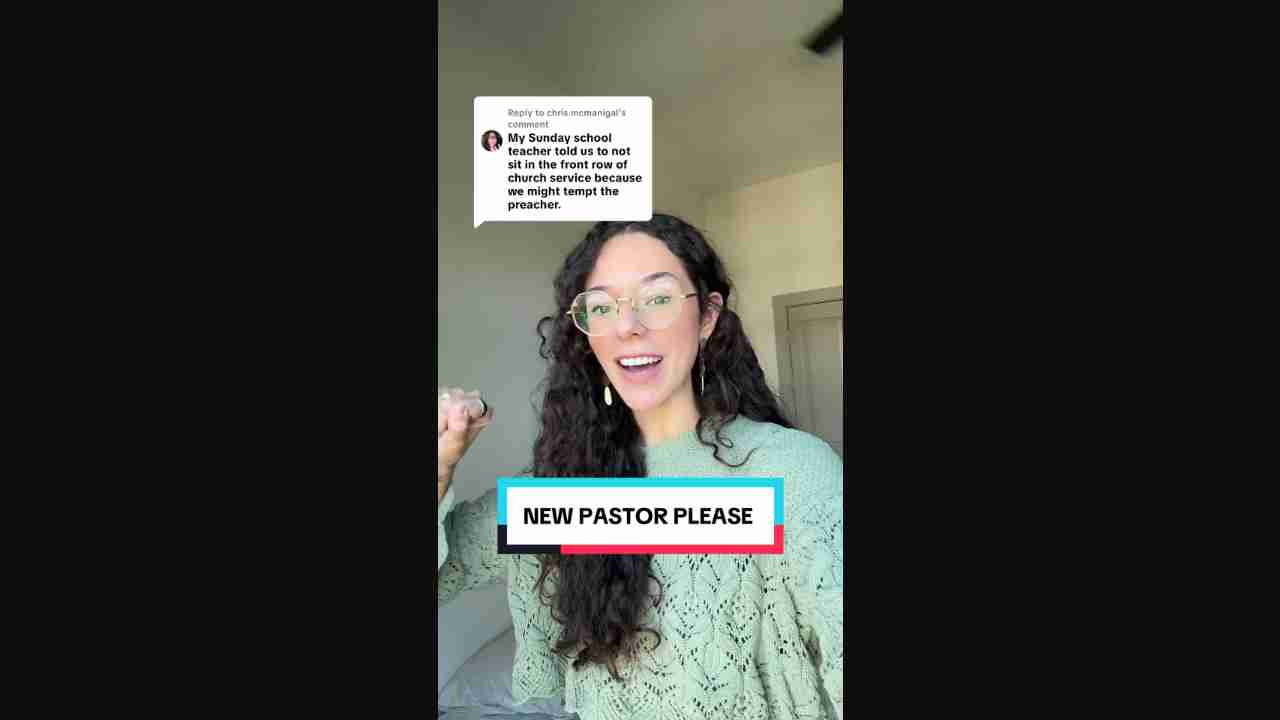 Reply to chris.mcmanigal's
comment
My Sunday school
teacher told us to not
sit in the front row of
church service because
we might tempt the
preacher.
NEW PASTOR PLEASE